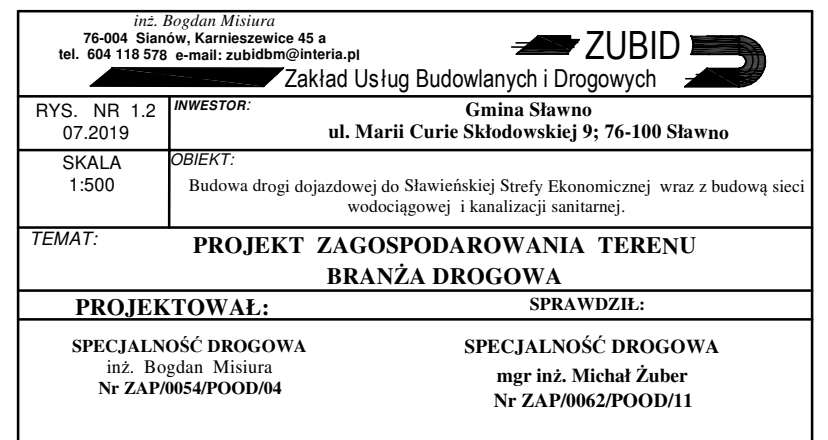 inż. Bogdan Misiura
76-004 Sianów, Karnieszewice 45 a
tel. 604 118 578 e-mail: zubidbm@interia.pl
ZUBID
Zakład Usług Budowlanych i Drogowych
RYS. NR 1.2
07.2019
INWESTOR:
Gmina Sławno
ul. Marii Curie Skłodowskiej 9; 76-100 Sławno
SKALA
1:500
OBIEKT:
Budowa drogi dojazdowej do Sławieńskiej Strefy Ekonomicznej wraz z budową sieci
wodociągowej i kanalizacji sanitarnej.
TEMAT:
PROJEKT ZAGOSPODAROWANIA TERENU
BRANŻA DROGOWA
PROJEKTOWAŁ:
SPRAWDZIŁ:
SPECJALNOŚĆ DROGOWA
inż. Bogdan Misiura
Nr ZAP/0054/POOD/04
SPECJALNOŚĆ DROGOWA
mgr inż. Michał Żuber
Nr ZAP/0062/POOD/11